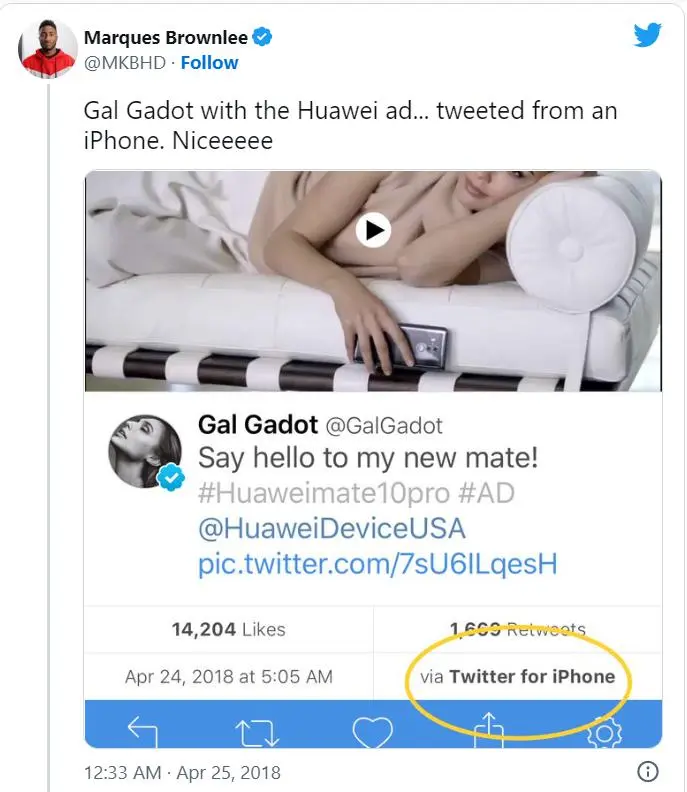 Marques Brownlee
@MKBHD · Follow
Gal Gadot with the Huawei ad... tweeted from an
iPhone. Niceeeee
Gal Gadot @GalGadot
Say hello to my new mate!
#Huaweimate10pro #AD
@HuaweiDeviceUSA
pic.twitter.com/7sU6ILqesH
14,204 Likes
1,669 Retweets
Apr 24, 2018 at 5:05 AM
via Twitter for iPhone
12:33 AM · Apr 25, 2018